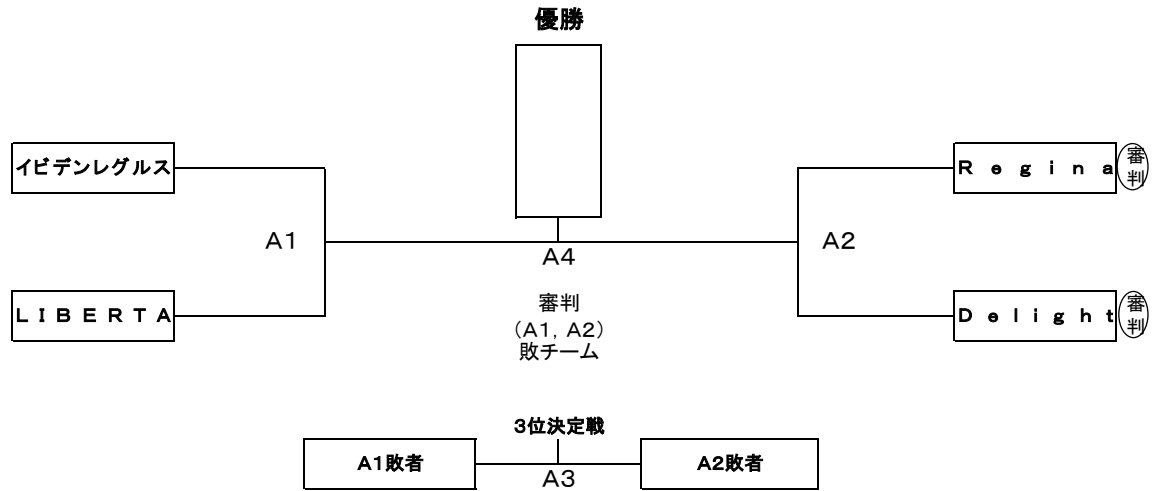 優勝
イビデンレグルス
Ｒｅｇｉｎａ
審判
Ａ１
Ａ２
Ａ４
ＬＩＢＥＲＴＡ
審判
（Ａ１，Ａ２）
敗チーム
Ｄｅｌｉｇｈｔ
審判
３位決定戦
Ａ１敗者
Ａ２敗者
Ａ３